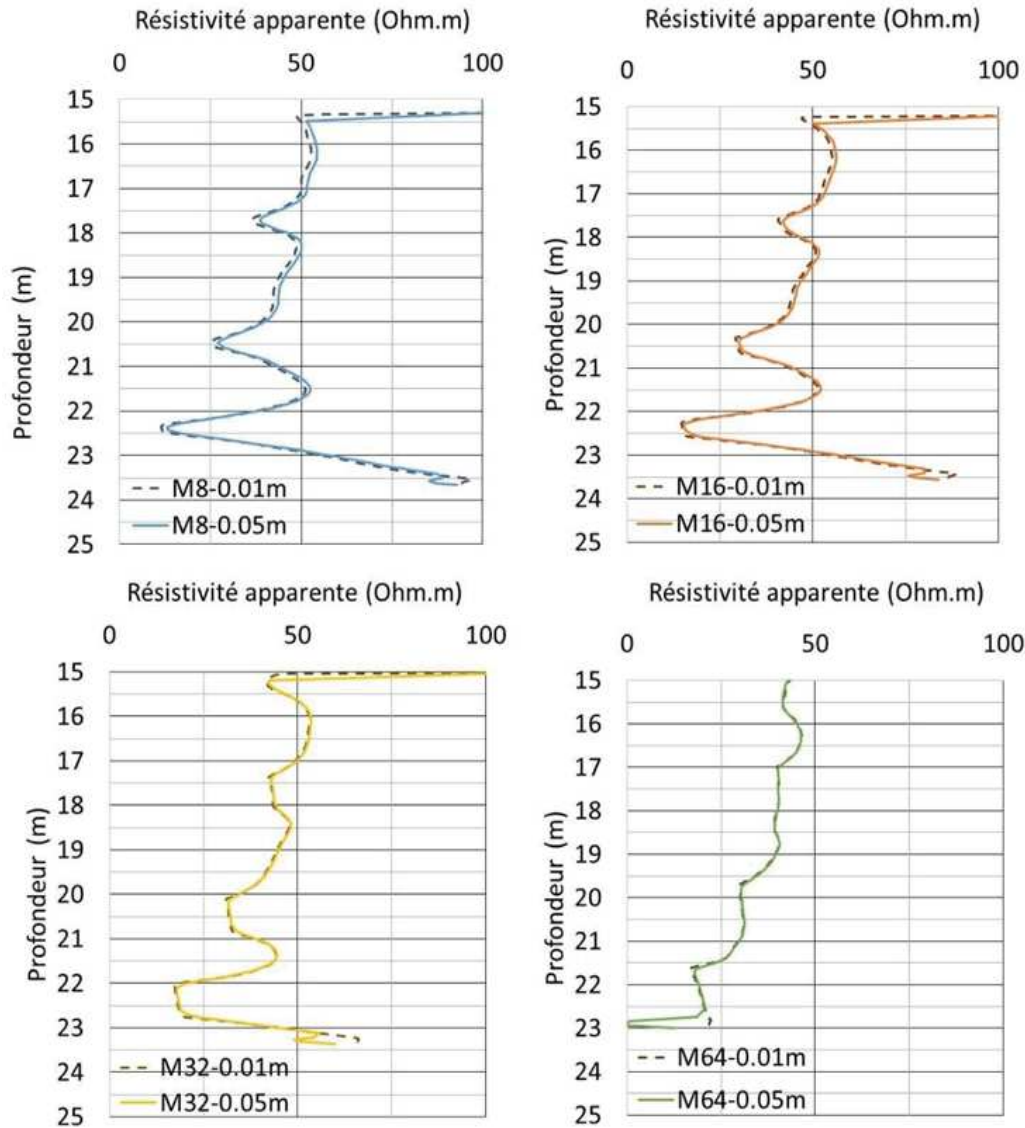 Résistivité apparente (Ohm.m)
0 50 100
15
16
17
18
19
20
21
22
23
24
25
Profondeur (m)
M8-0.01m
M8-0.05m
Résistivité apparente (Ohm.m)
0 50 100
15
16
17
18
19
20
21
22
23
24
25
Profondeur (m)
M16-0.01m
M16-0.05m
Résistivité apparente (Ohm.m)
0 50 100
15
16
17
18
19
20
21
22
23
24
25
Profondeur (m)
M32-0.01m
M32-0.05m
Résistivité apparente (Ohm.m)
0 50 100
15
16
17
18
19
20
21
22
23
24
25
Profondeur (m)
M64-0.01m
M64-0.05m